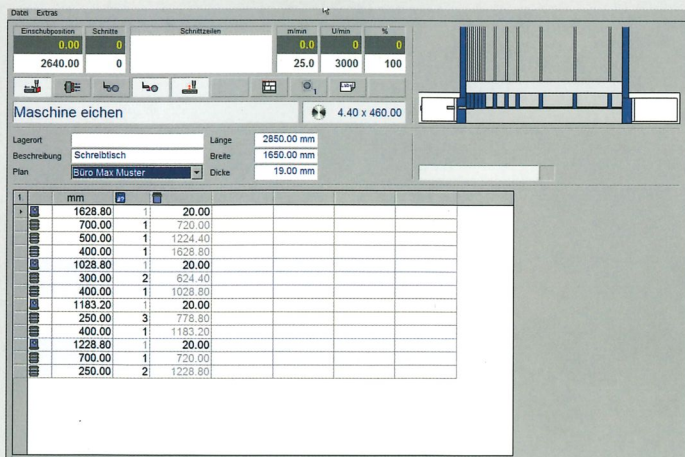 Datei Extras
Einschubposition Schnitte Schnittzeilen m/min U/mm %
0.00 0 0.0 0 0
2640.00 0 25.0 3000 100
1
Maschine eichen 4.40 x 460.00
Lagerort Länge 2850.00 mm
Beschreibung Schreibtisch Breite 1650.00 mm
Plan Büro Max Muster Dicke 19.00 mm
1 mm
1628.80 1 20.00
700.00 1 720.00
500.00 1 1224.40
400.00 1 1628.80
1028.80 1 20.00
300.00 2 624.40
400.00 1 1028.80
1183.20 1 20.00
250.00 3 778.80
400.00 1 1183.20
1228.80 1 20.00
700.00 1 720.00
250.00 2 1228.80